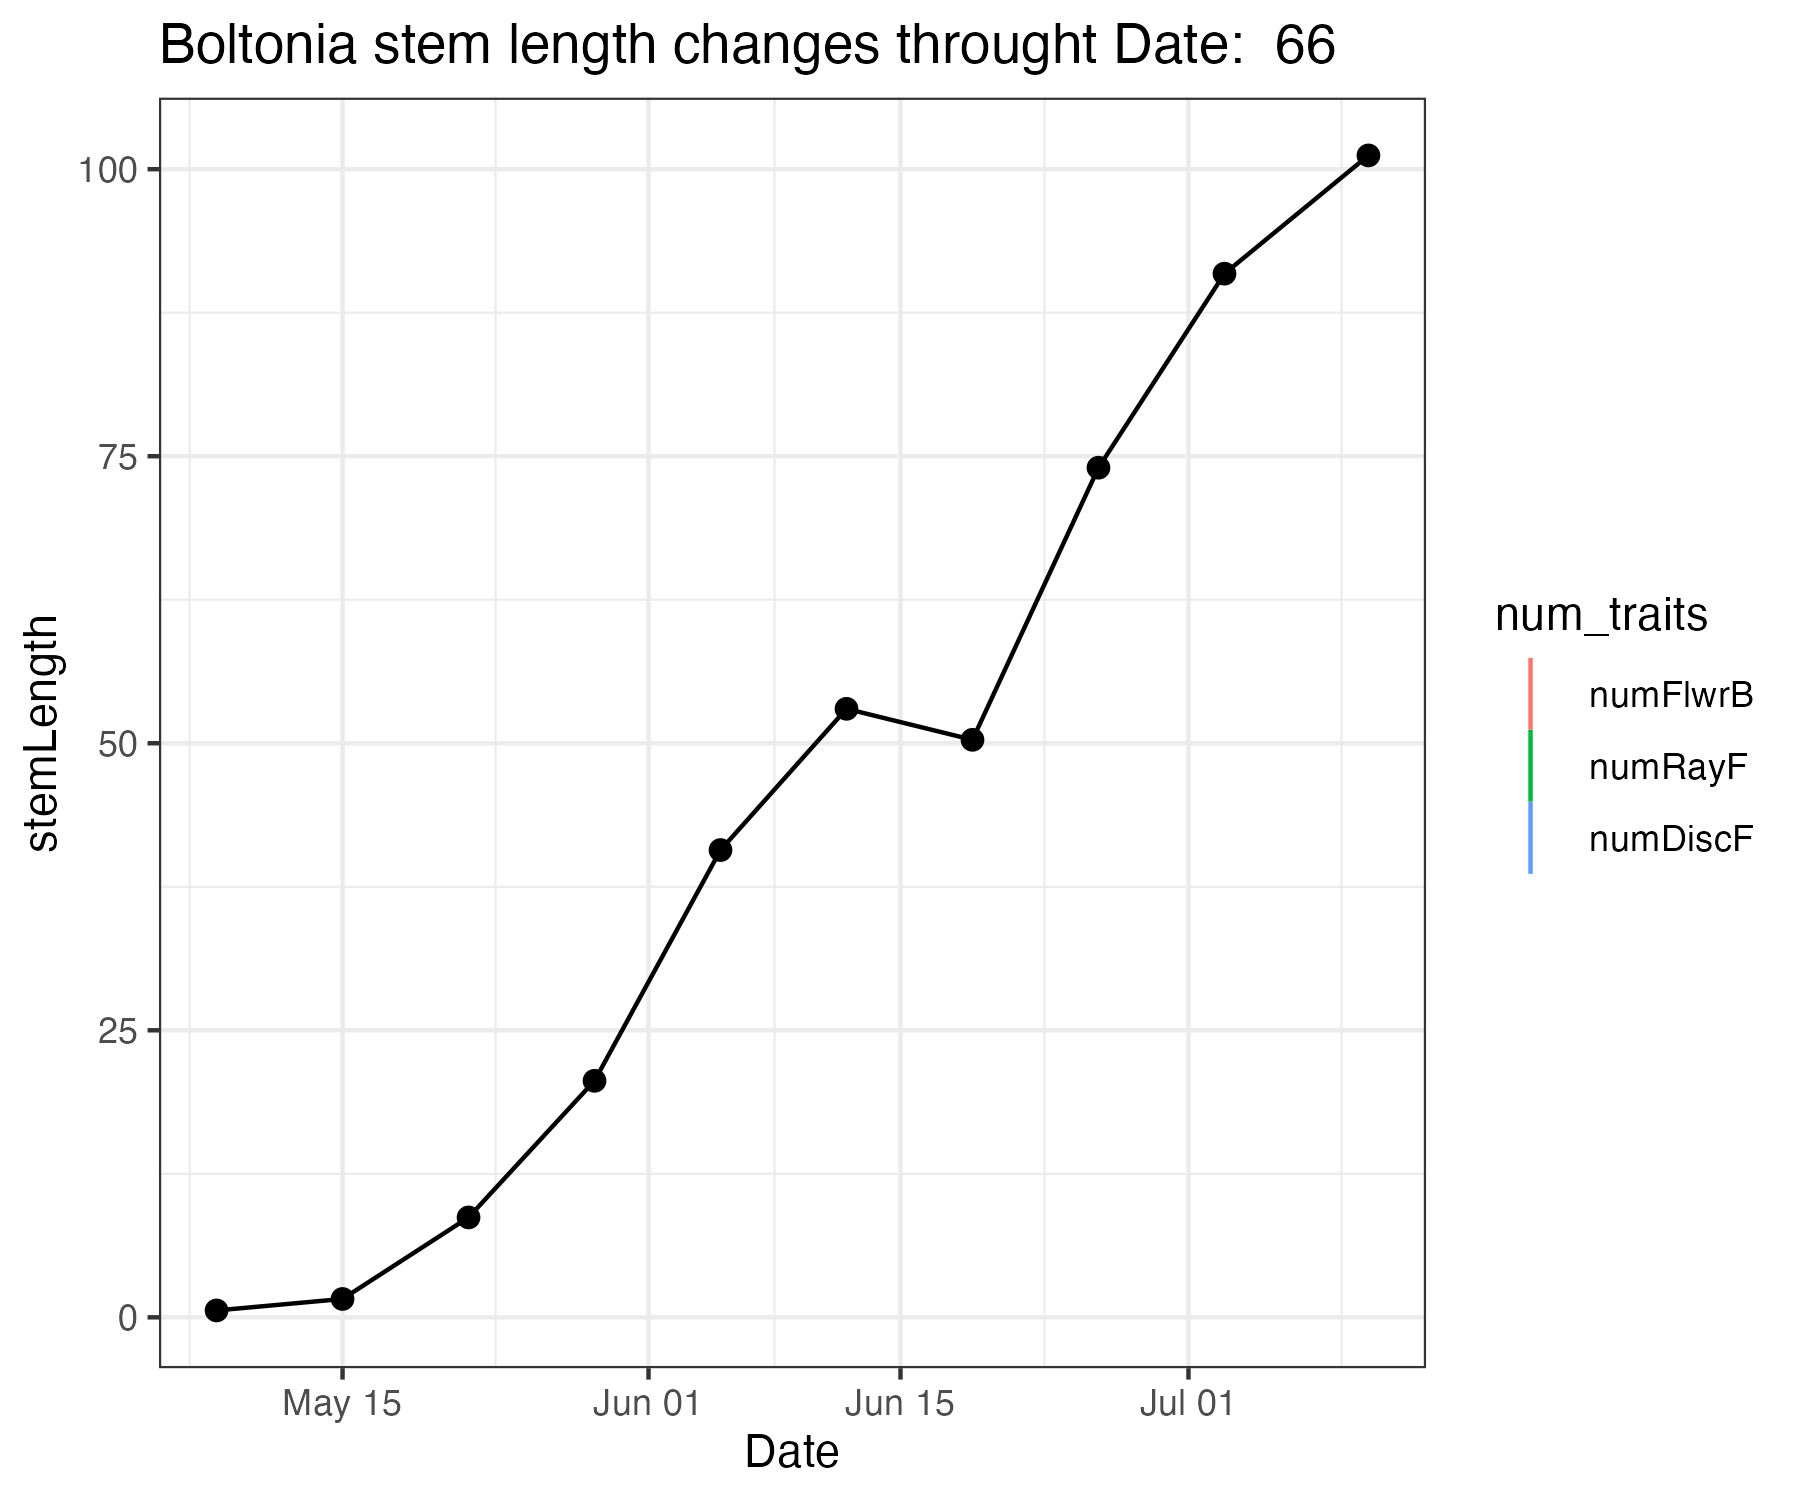 Boltonia stem length changes throught Date:  66
stemLength
100
75
50
25
0
May 15
Jun 01
Jun 15
Jul 01
Date
num_traits
numFlwrB
numRayF
numDiscF